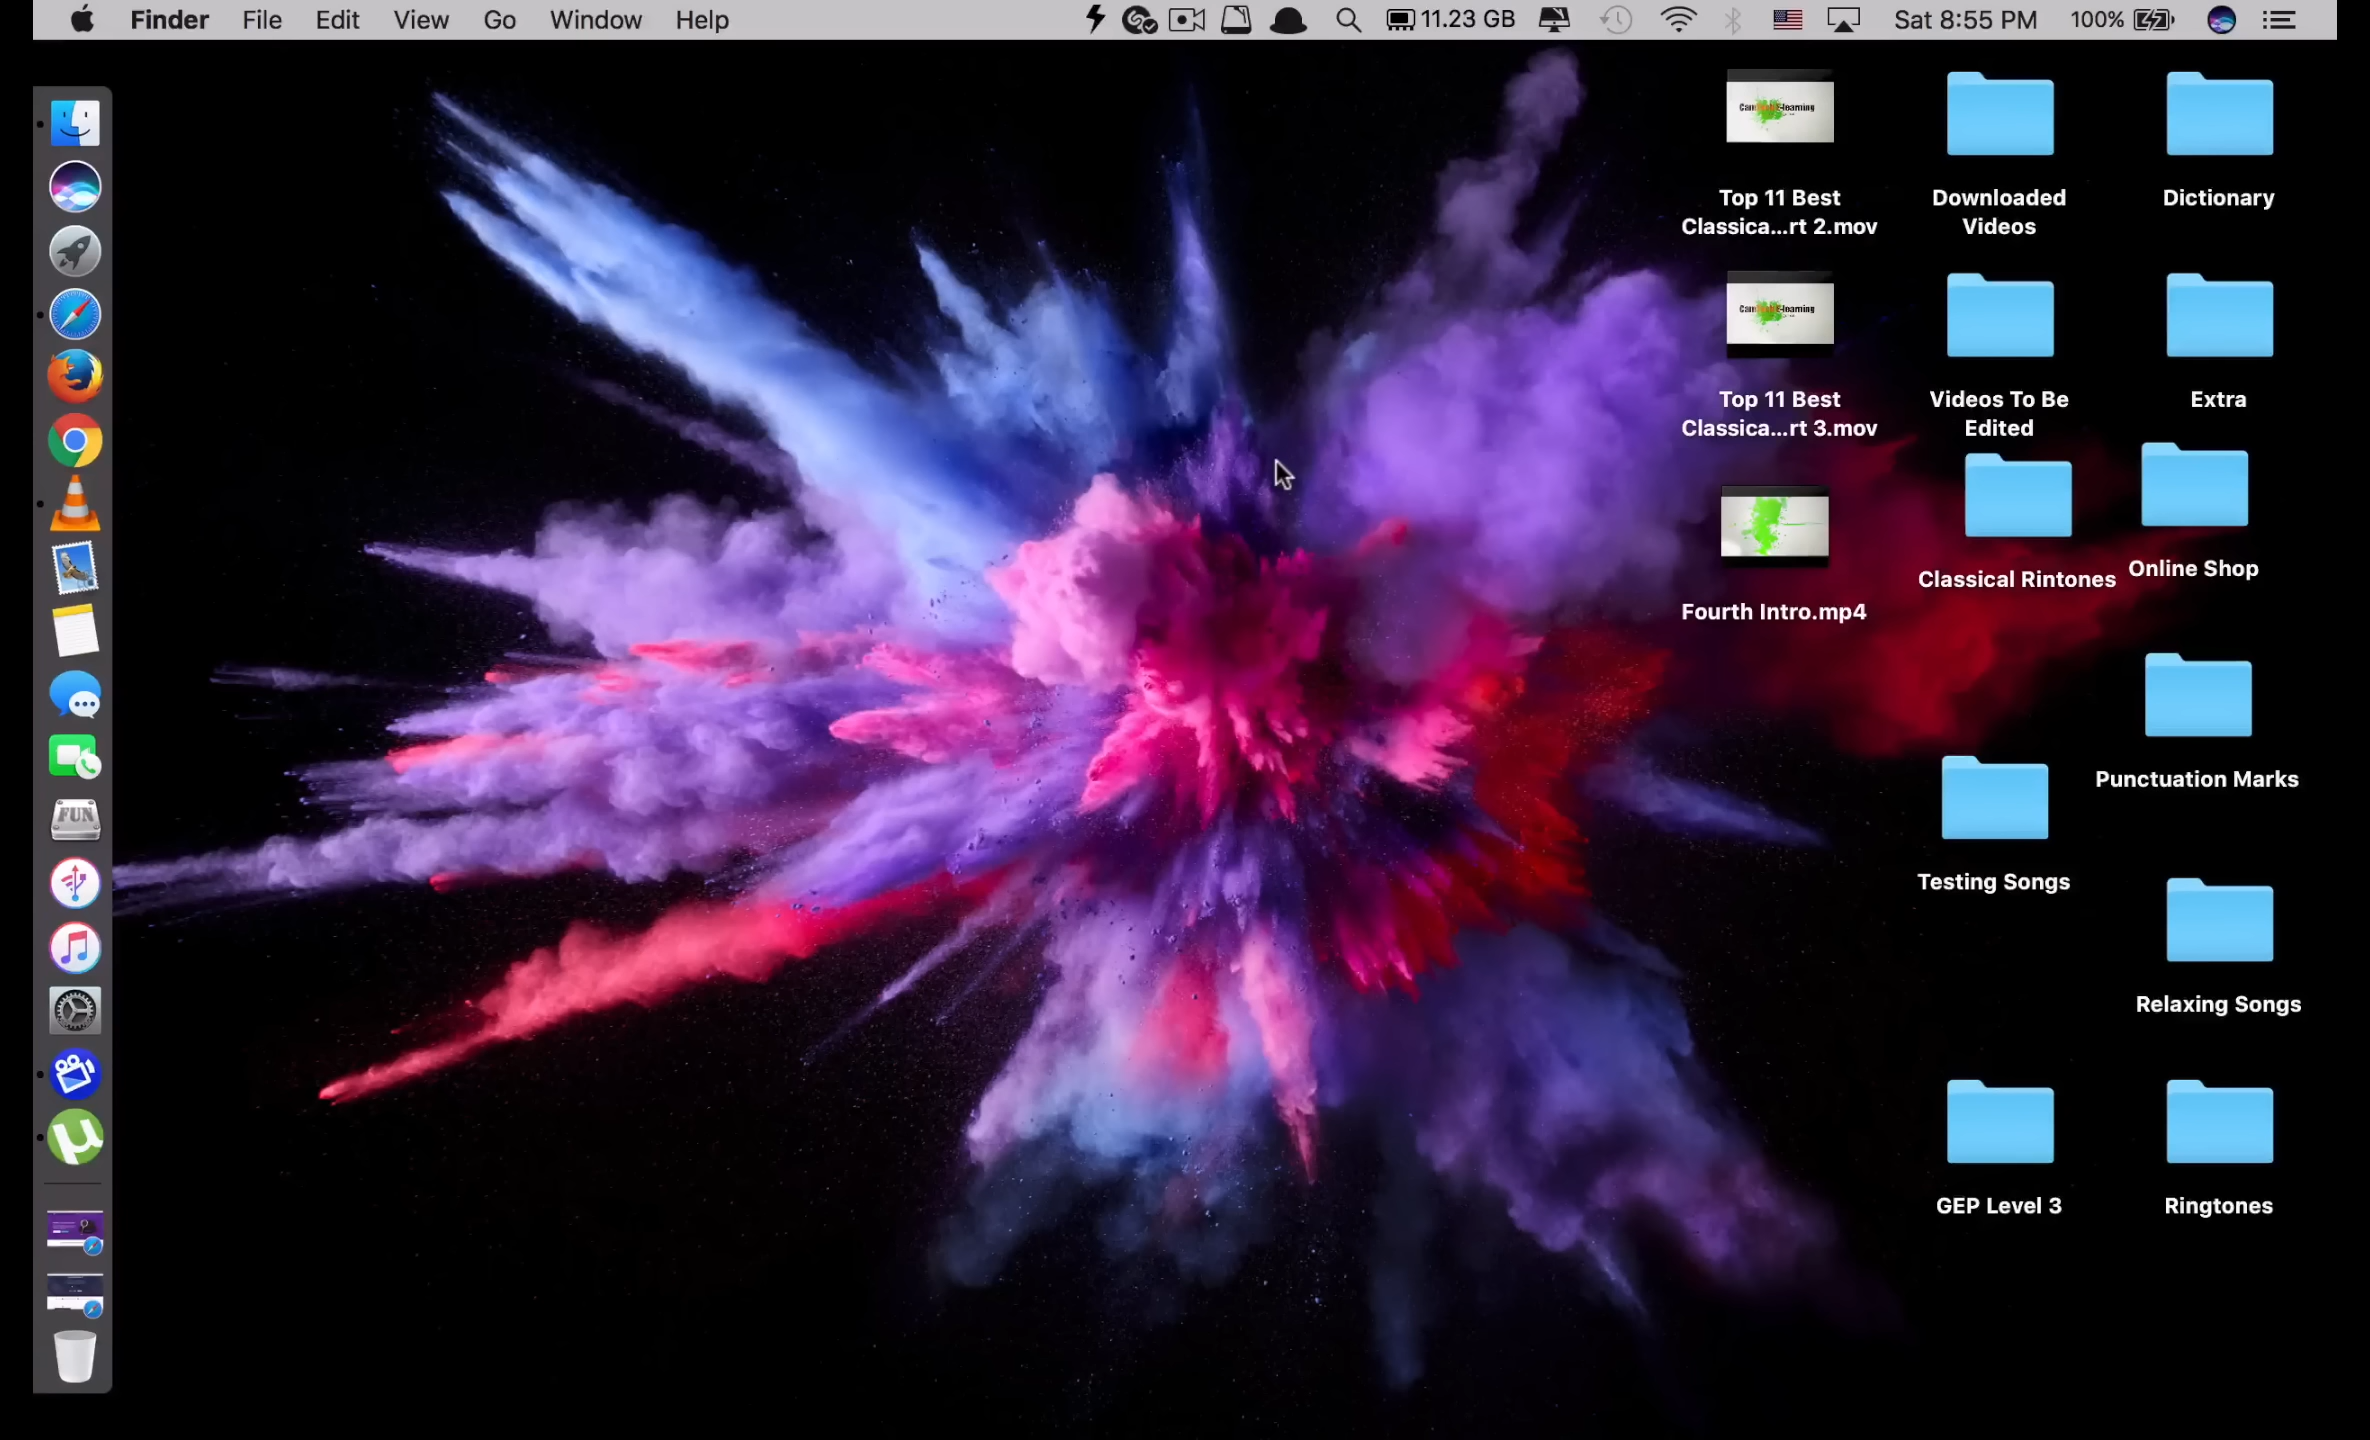 Finder File Edit View Go Window Help 11.23 GB Sat 8:55 PM 100%
Top 11 Best
Classica...rt 2.mov
Downloaded
Videos
Dictionary
Top 11 Best
Classica...rt 3.mov
Videos To Be
Edited
Extra
Fourth Intro.mp4
Classical Rintones
Online Shop
Punctuation Marks
Testing Songs
Relaxing Songs
GEP Level 3
Ringtones
FUN